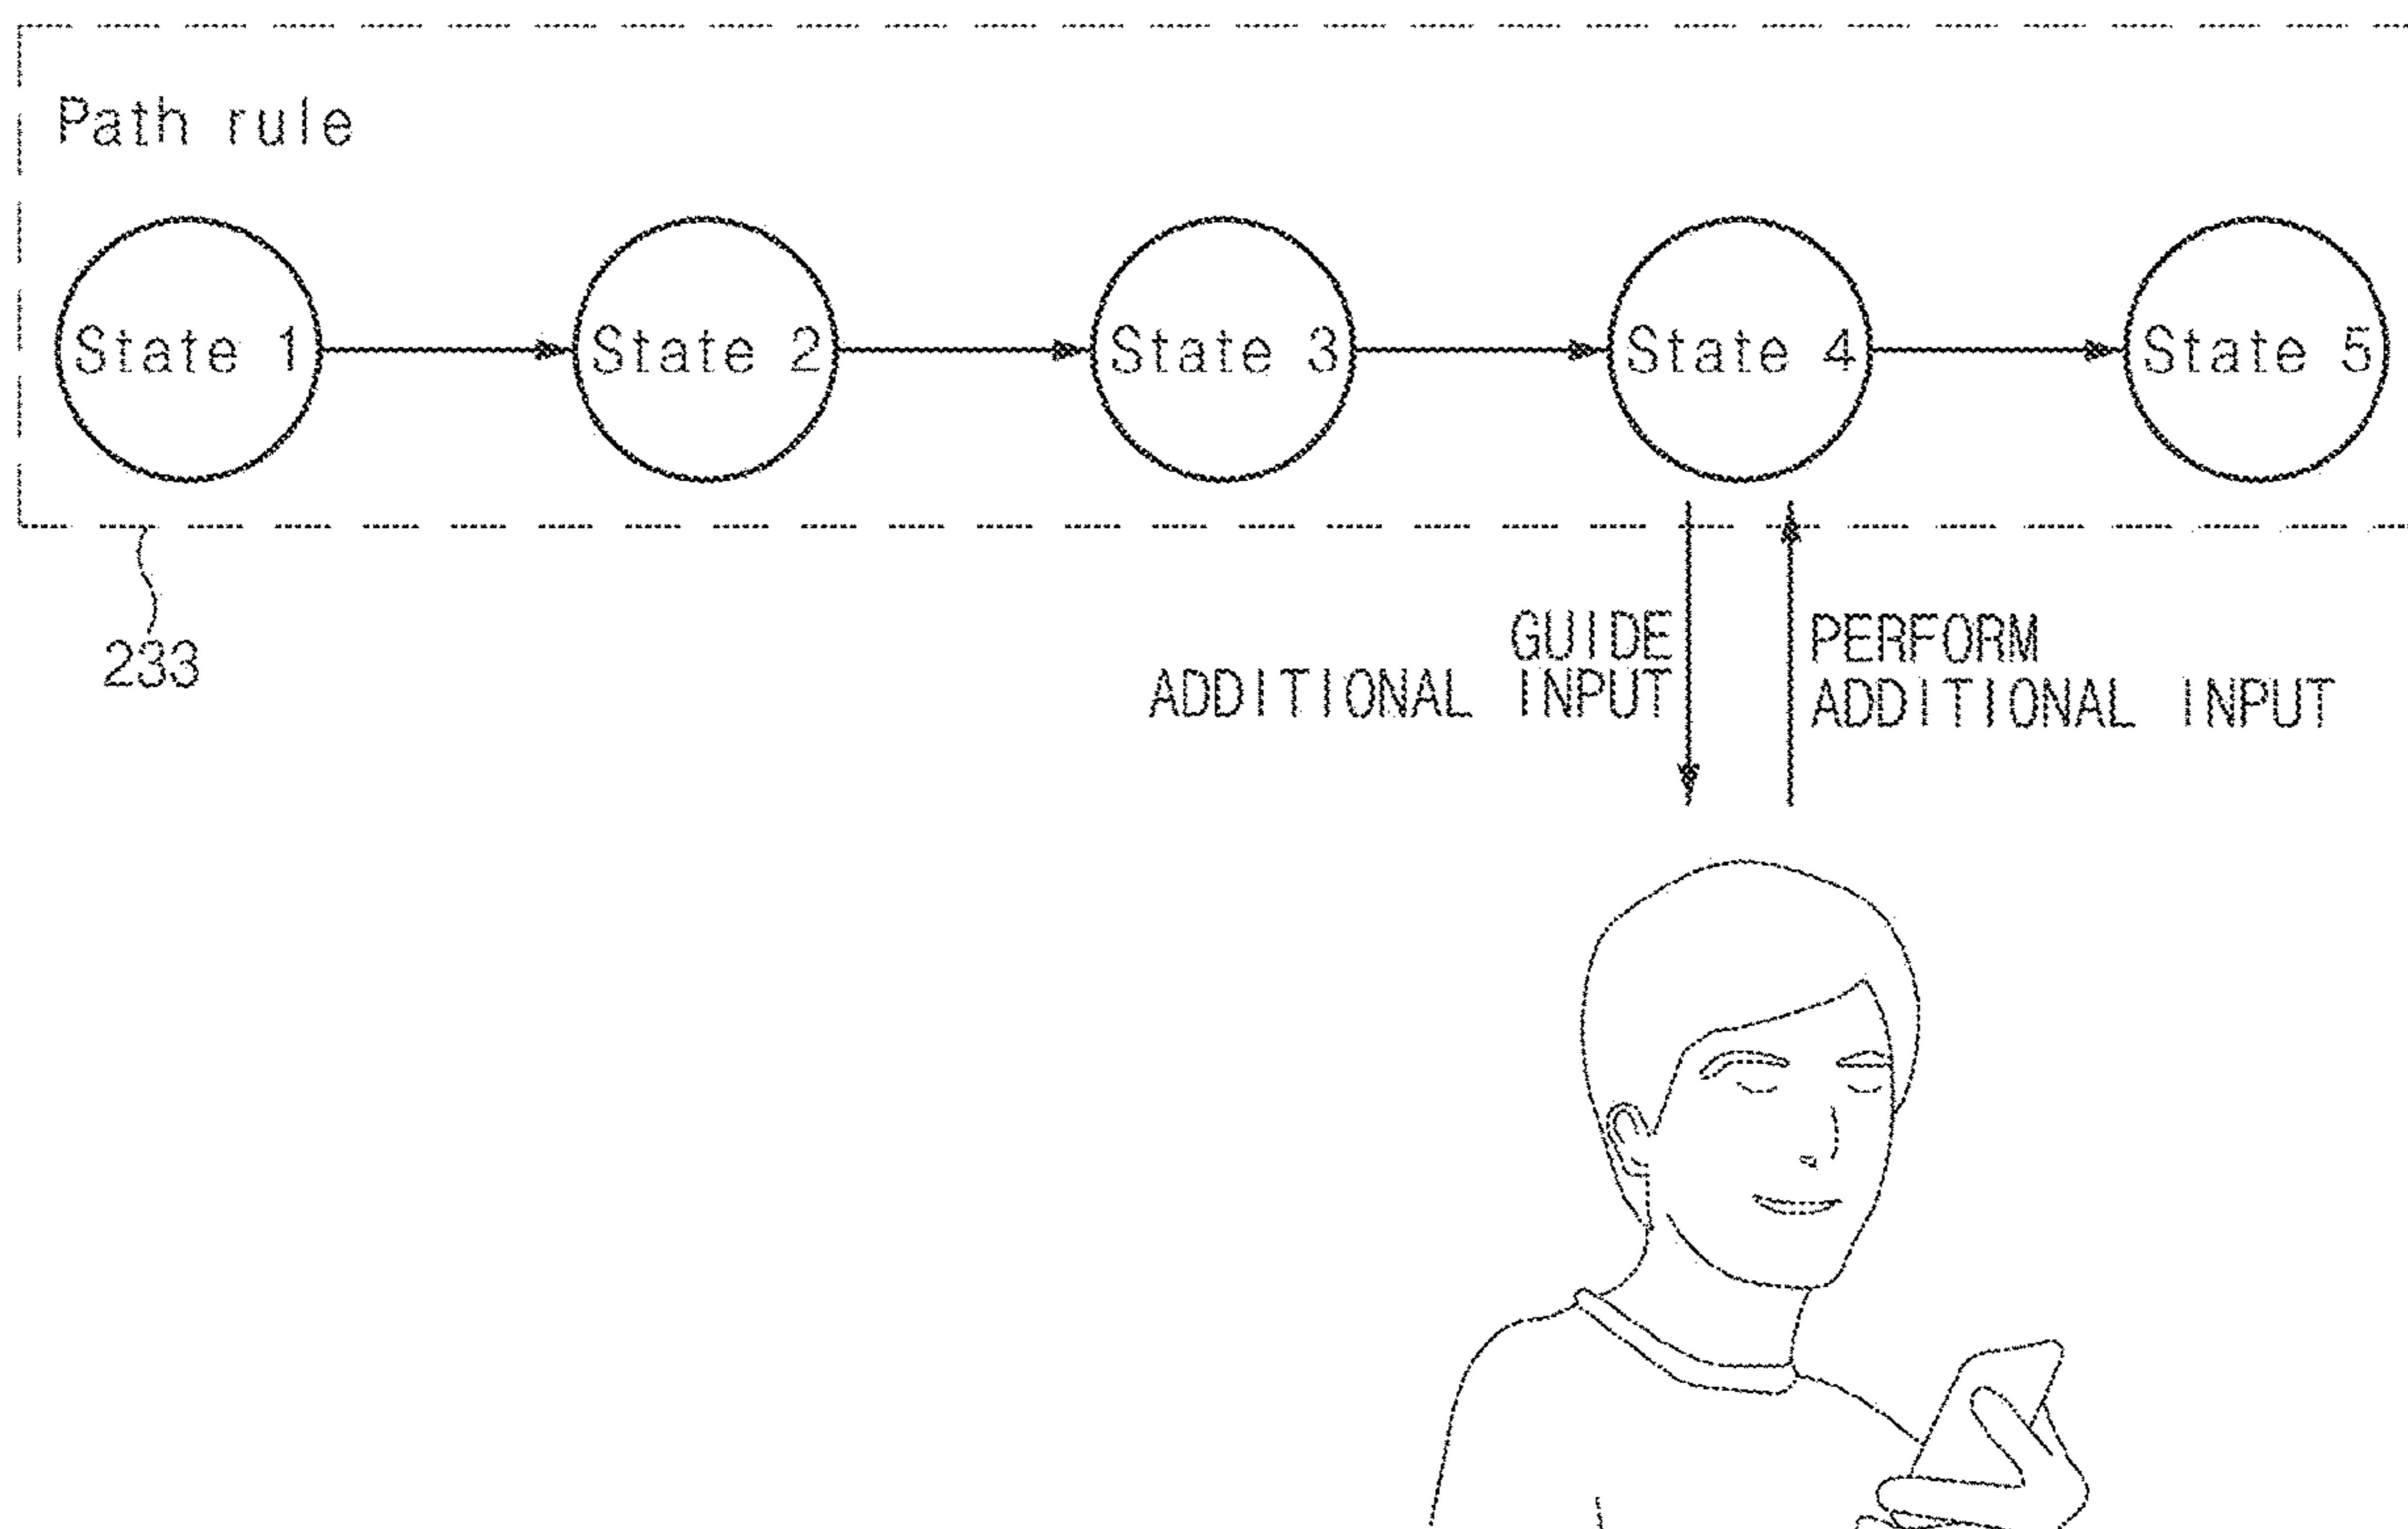 Path rule
State 1
State 2
State 3
State 4
State 5
233
GUIDE
ADDITIONAL INPUT
PERFORM
ADDITIONAL INPUT